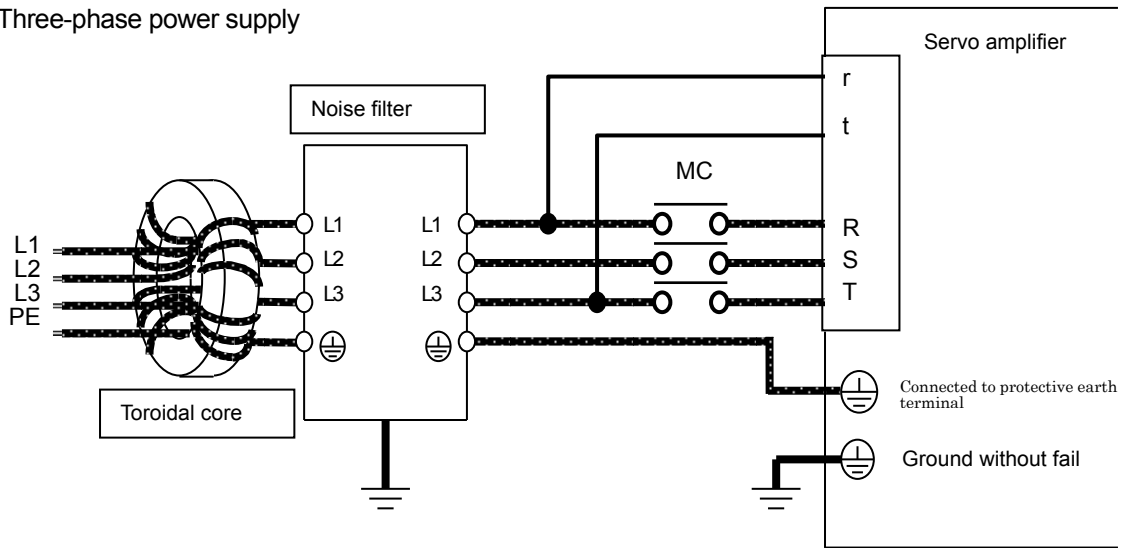 Three-phase power supply
Servo amplifier
r
Noise filter
t
MC
L1
L1
R
L1
L2
L2
S
L2
L3
L3
T
L3
PE
Toroidal core
Connected to protective earth
terminal
Ground without fail